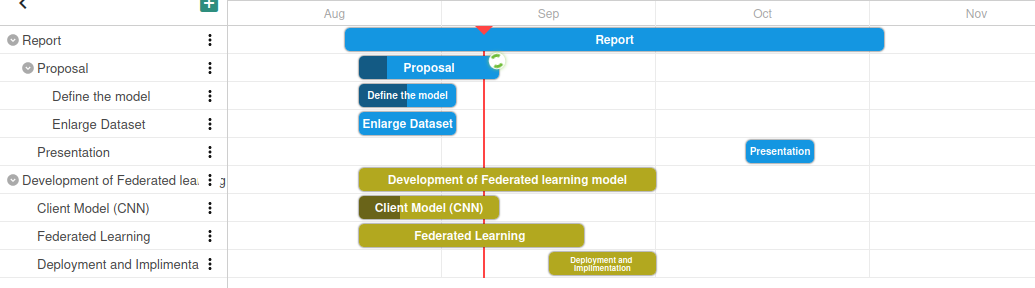 Aug Sep Oct Nov
Report Report
Proposal Proposal
Define the model Define the model
Enlarge Dataset Enlarge Dataset
Presentation Presentation
Development of Federated lea g Development of Federated learning model
Client Model (CNN) Client Model (CNN)
Federated Learning Federated Learning
Deployment and Implimenta Deployment and
Implimentation